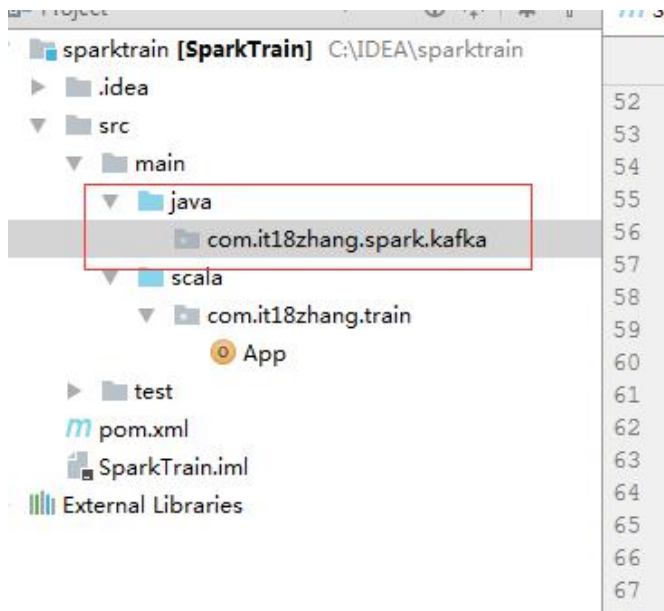 Project
sparktrain [SparkTrain] C:\IDEA\sparktrain
.idea
src
main
java
com.it18zhang.spark.kafka
scala
com.it18zhang.train
App
test
pom.xml
SparkTrain.iml
External Libraries
52
53
54
55
56
57
58
59
60
61
62
63
64
65
66
67